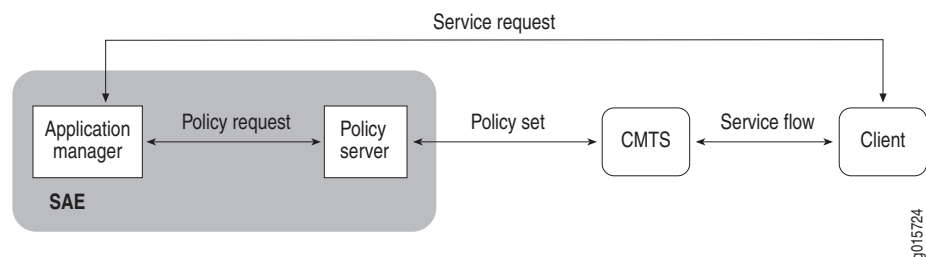 Service request
Application
manager
Policy request
Policy
server
Policy set
CMTS
Service flow
Client
SAE
g015724